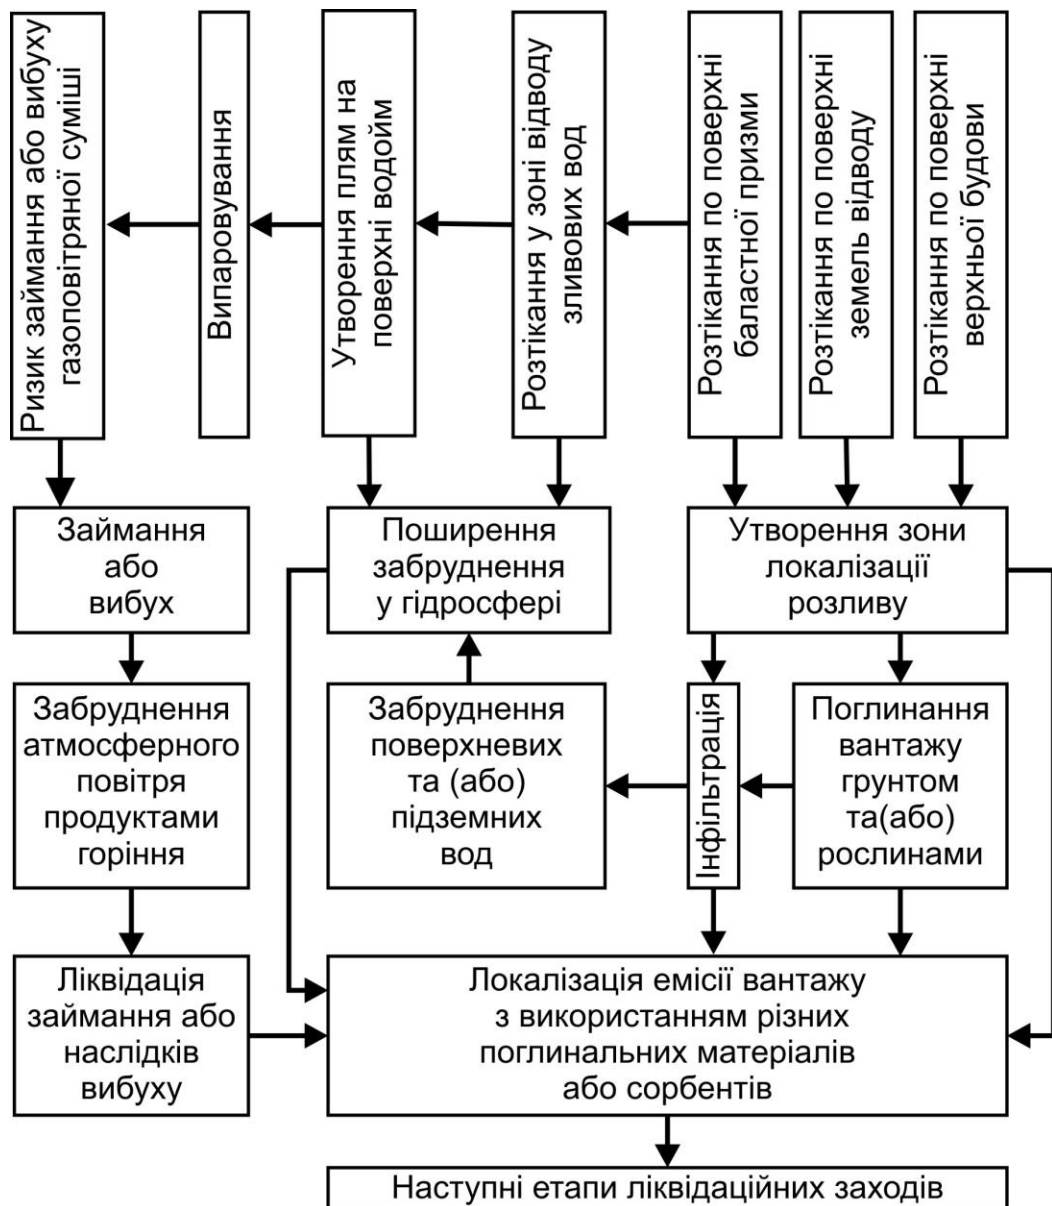 Ризик займання або вибуху
газоповітряної суміші
Випаровування
Утворення плям на
поверхні водойм
Розтікання у зоні відводу
зливових вод
Розтікання по поверхні
баластної призми
Розтікання по поверхні
земель відводу
Розтікання по поверхні
верхньої будови
Займання
або
вибух
Поширення
забруднення
у гідросфері
Утворення зони
локалізації
розливу
Забруднення
атмосферного
повітря
продуктами
горіння
Забруднення
поверхневих
та (або)
підземних
вод
Інфільтрація
Поглинання
вантажу
грунтом
та(або)
рослинами
Ліквідація
займання або
наслідків
вибуху
Локалізація емісії вантажу
з використанням різних
поглинальних матеріалів
або сорбентів
Наступні етапи ліквідаційних заходів